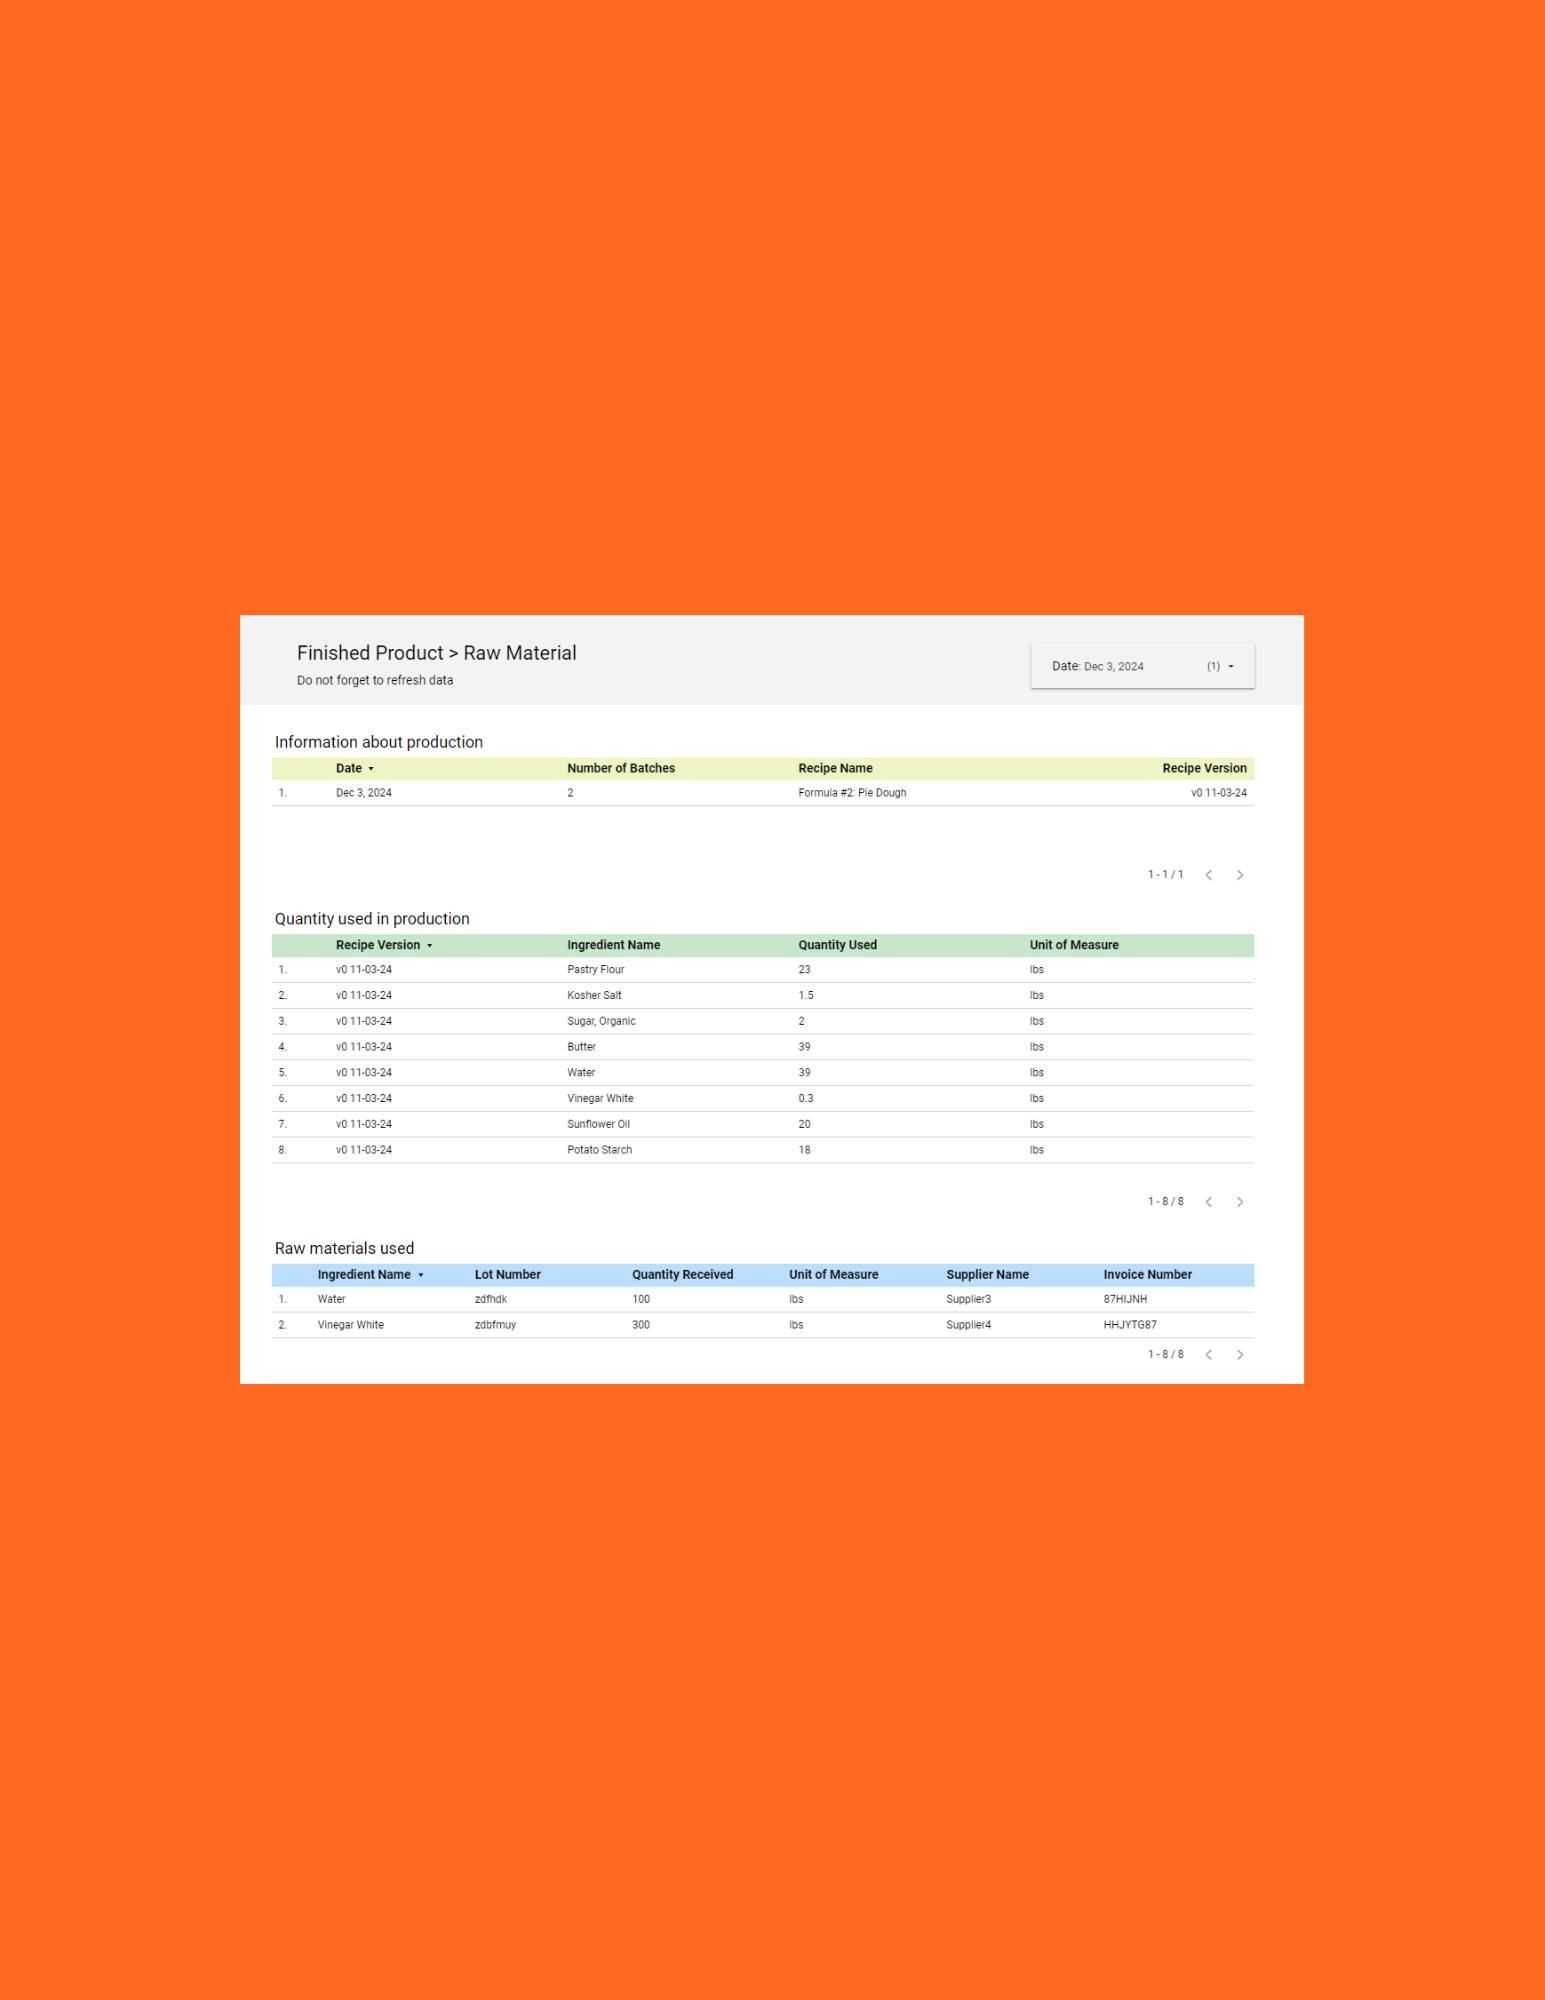 Finished Product > Raw Material
Do not forget to refresh data
Date: Dec 3, 2024 (1)
Information about production
Date Number of Batches Recipe Name Recipe Version
1. Dec 3, 2024 2 Formula #2: Pie Dough v0 11-03-24
1 - 1 / 1
Quantity used in production
Recipe Version Ingredient Name Quantity Used Unit of Measure
1. v0 11-03-24 Pastry Flour 23 lbs
2. v0 11-03-24 Kosher Salt 1.5 lbs
3. v0 11-03-24 Sugar, Organic 2 lbs
4. v0 11-03-24 Butter 39 lbs
5. v0 11-03-24 Water 39 lbs
6. v0 11-03-24 Vinegar White 0.3 lbs
7. v0 11-03-24 Sunflower Oil 20 lbs
8. v0 11-03-24 Potato Starch 18 lbs
1 - 8 / 8
Raw materials used
Ingredient Name Lot Number Quantity Received Unit of Measure Supplier Name Invoice Number
1. Water zdfhdk 100 lbs Supplier3 87HIJNH
2. Vinegar White zdbfmuy 300 lbs Supplier4 HHJYTG87
1 - 8 / 8